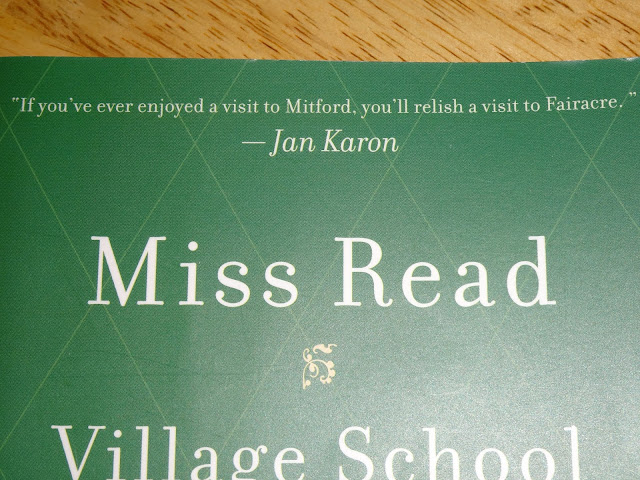 "If you've ever enjoyed a visit to Mitford, you'll relish a visit to Fairacre. "
— Jan Karon
Miss Read
Village School